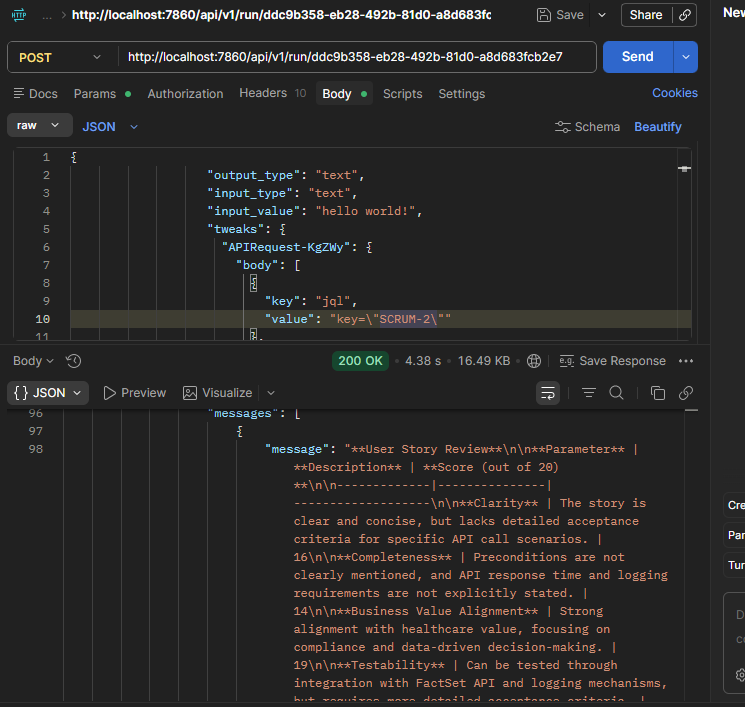 HTTP ... > http://localhost:7860/api/v1/run/ddc9b358-eb28-492b-81d0-a8d683fc Save Share
POST http://localhost:7860/api/v1/run/ddc9b358-eb28-492b-81d0-a8d683fcb2e7 Send
Docs Params Authorization Headers 10 Body Scripts Settings Cookies
raw JSON Schema Beautify
1 {
2 "output_type": "text",
3 "input_type": "text",
4 "input_value": "hello world!",
5 "tweaks": {
6 "APIRequest-KgZWy": {
7 "body": [
8 {
9 "key": "jql",
10 "value": "key=\"SCRUM-2\""
11 },
Body 200 OK • 4.38 s • 16.49 KB • e.g. Save Response •••
{} JSON Preview Visualize
96 "messages": [
97 {
98 "message": "**User Story Review**\n\n**Parameter** |
**Description** | **Score (out of 20)
**\n\n-------------|---------------|
-------------------\n\n**Clarity** | The story is
clear and concise, but lacks detailed acceptance
criteria for specific API call scenarios. |
16\n\n**Completeness** | Preconditions are not
clearly mentioned, and API response time and logging
requirements are not explicitly stated. |
14\n\n**Business Value Alignment** | Strong
alignment with healthcare value, focusing on
compliance and data-driven decision-making. |
19\n\n**Testability** | Can be tested through
integration with FactSet API and logging mechanisms,
but requires more detailed acceptance criteria. |
New
Cre
Par
Tur
D
co